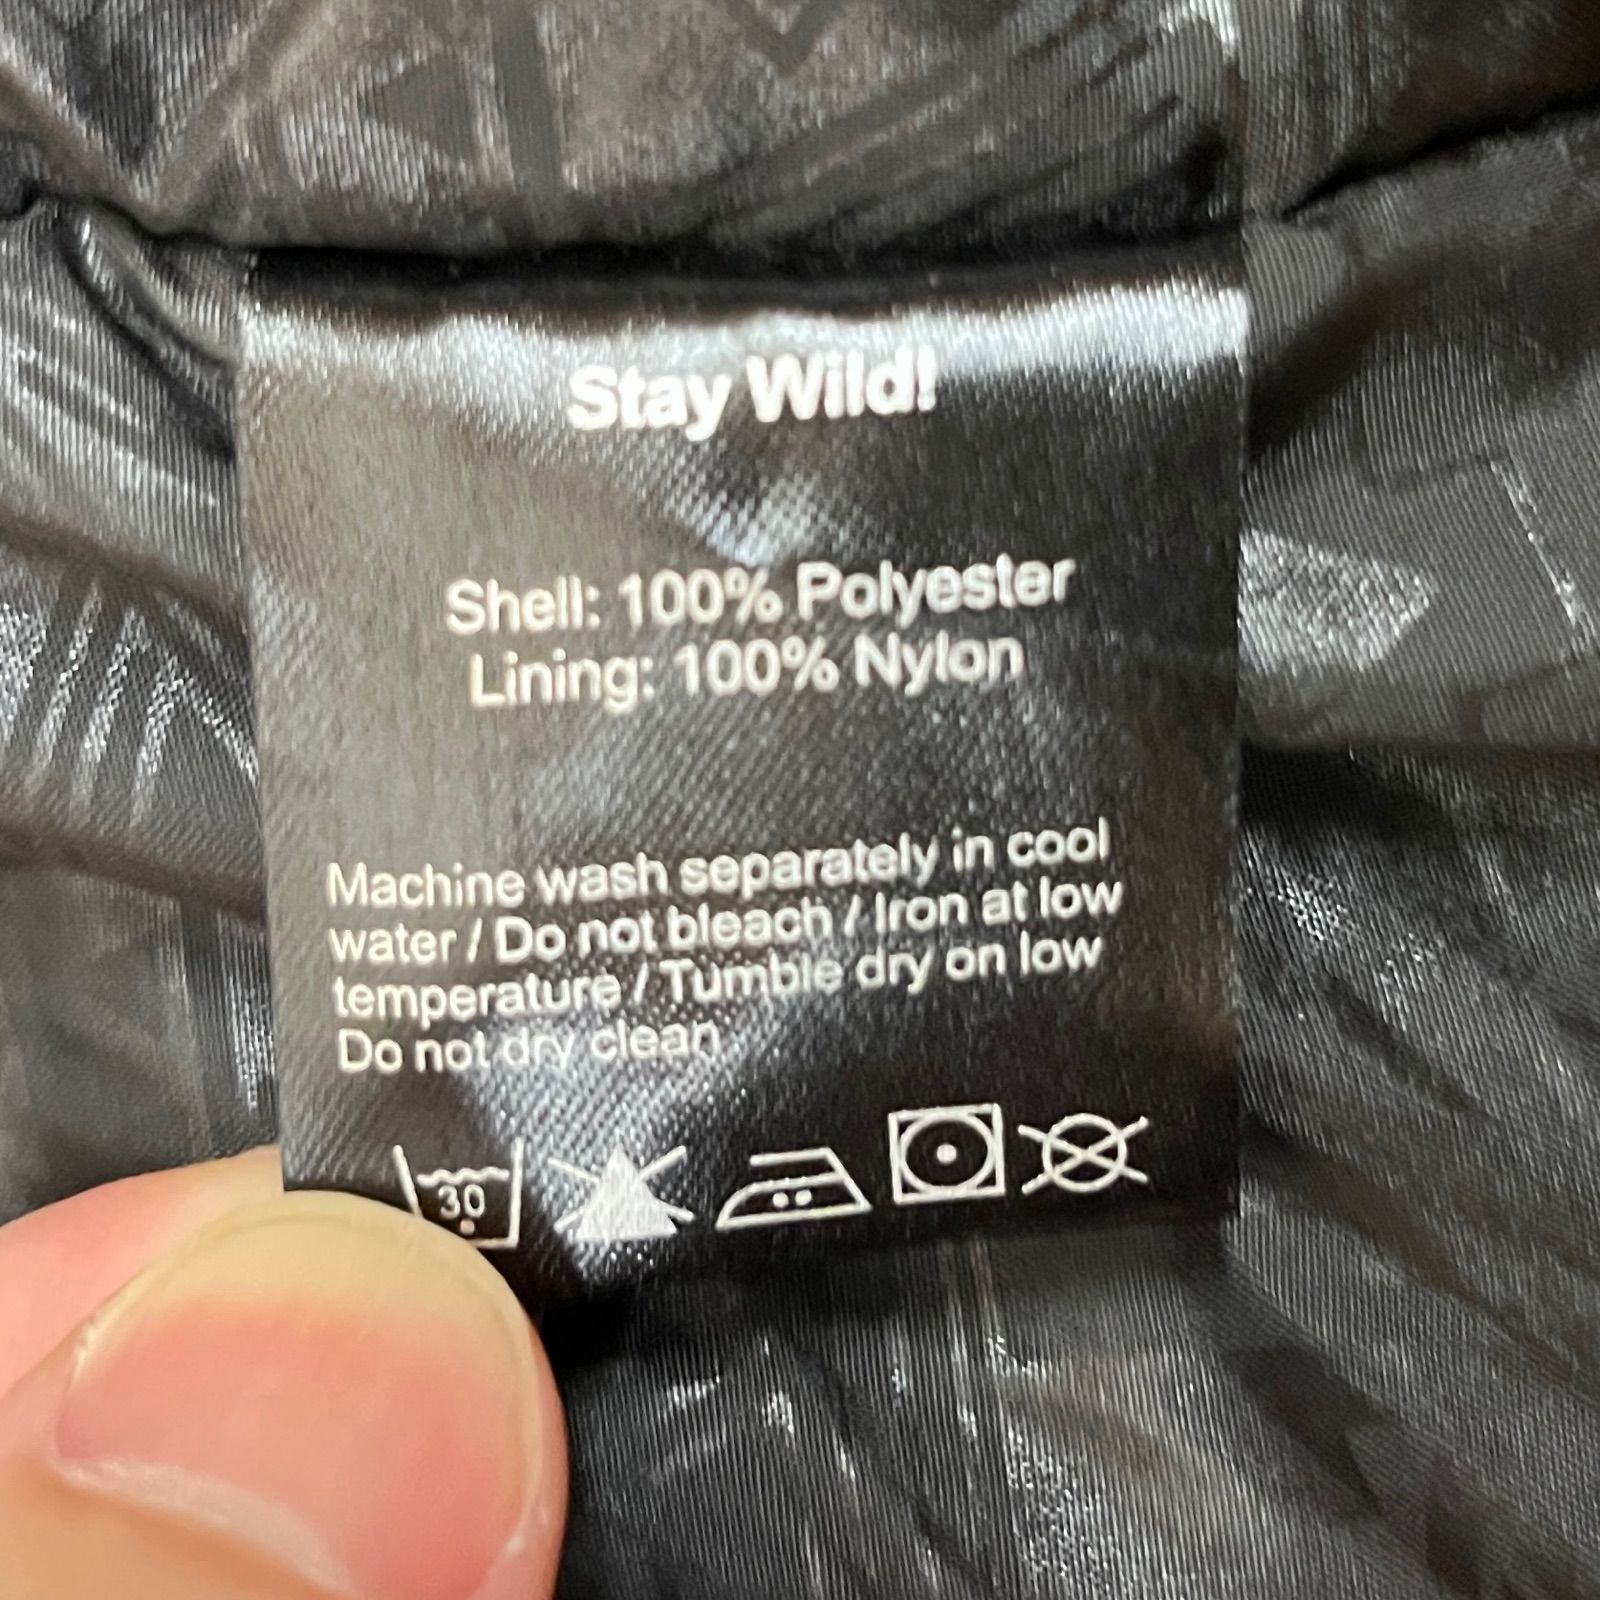 Stay Wild!
Shell: 100% Polyester
Lining: 100% Nylon
Machine wash separately in cool
water / Do not bleach / Iron at low
temperature / Tumble dry on low
Do not dry clean
30